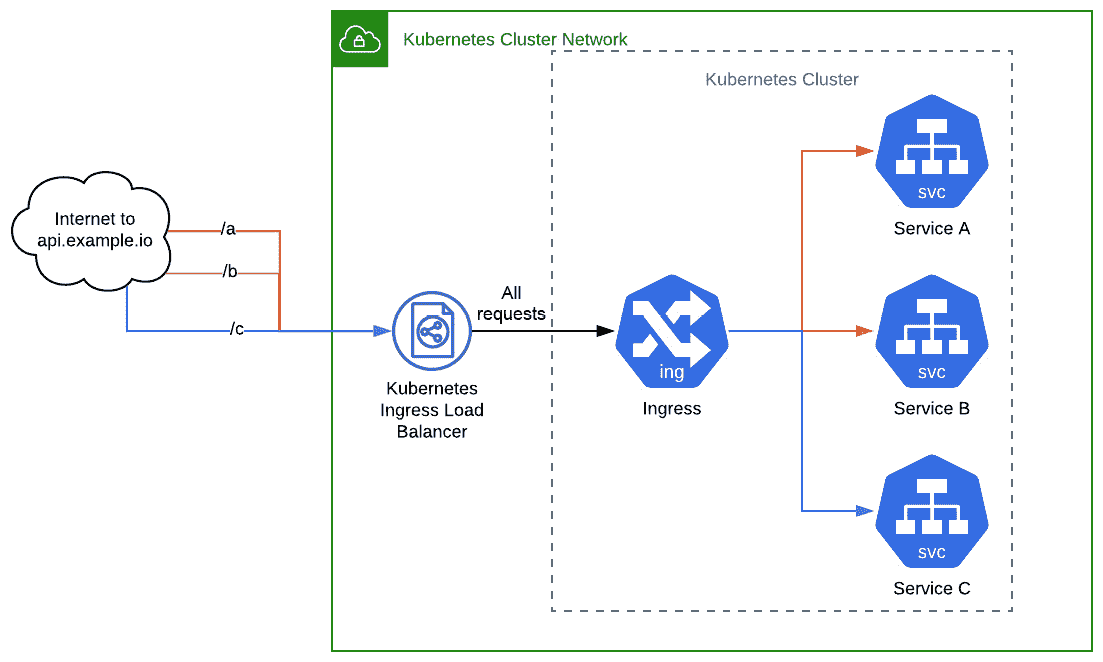 Kubernetes Cluster Network
Kubernetes Cluster
svc
Service A
Internet to
api.example.io
/a
/b
/c
All
requests
Kubernetes
Ingress Load
Balancer
ing
Ingress
svc
Service B
svc
Service C